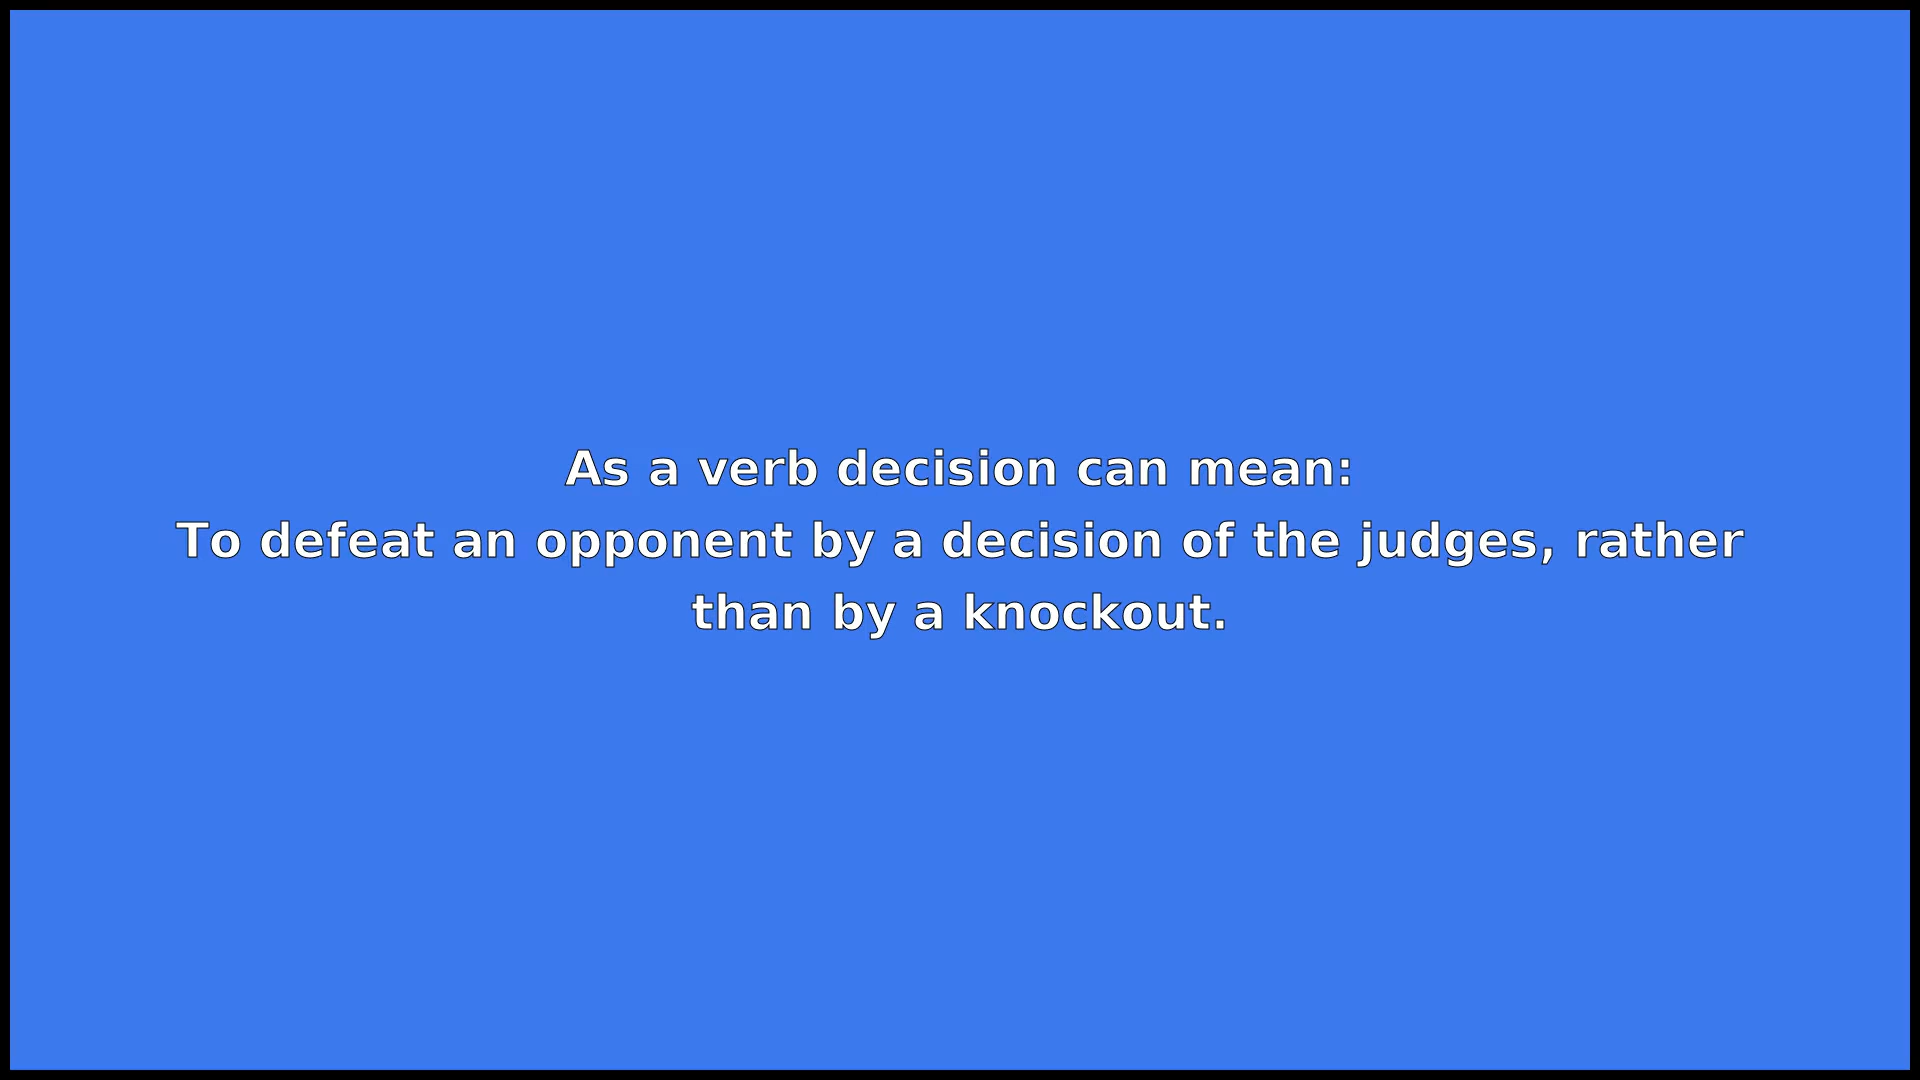 As a verb decision can mean:
To defeat an opponent by a decision of the judges, rather
than by a knockout.